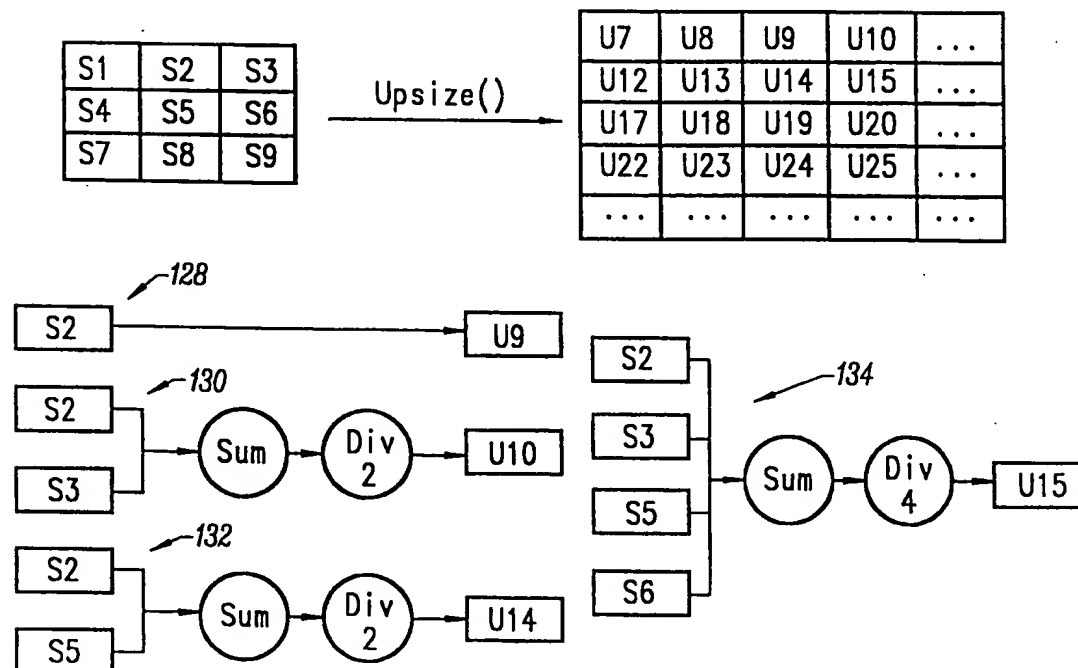 S1 S2 S3
S4 S5 S6
S7 S8 S9
Upsize()
U7 U8 U9 U10 ...
U12 U13 U14 U15 ...
U17 U18 U19 U20 ...
U22 U23 U24 U25 ...
... ... ... ... ...
128
S2 U9
130
S2
S3
Sum
Div
2
U10
132
S2
S5
Sum
Div
2
U14
134
S2
S3
S5
S6
Sum
Div
4
U15